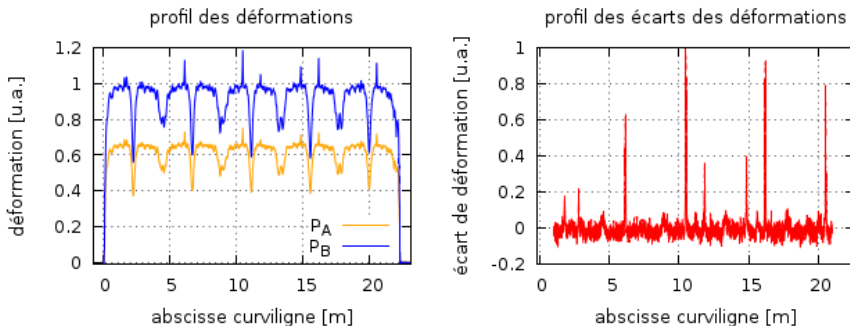 profil des déformations
déformation [u.a.]
1.2
1
0.8
0.6
0.4
0.2
0
P_A
P_B
0 5 10 15 20
abscisse curviligne [m]
profil des écarts des déformations
écart de déformation [u.a.]
1
0.8
0.6
0.4
0.2
0
-0.2
0 5 10 15 20
abscisse curviligne [m]